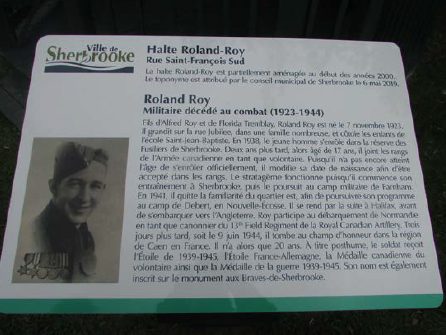 Ville de
Sherbrooke
Halte Roland-Roy
Rue Saint-François Sud
La halte Roland-Roy est partiellement aménagée au début des années 2000.
Le toponyme est attribué par le conseil municipal de Sherbrooke le 6 mai 2019.
Roland Roy
Militaire décédé au combat (1923-1944)
Fils d'Alfred Roy et de Florida Tremblay, Roland Roy est né le 7 novembre 1923.
Il grandit sur la rue Jubilee, dans une famille nombreuse, et côtoie les enfants de
l'école Saint-Jean-Baptiste. En 1938, le jeune homme s'enrôle dans la réserve des
Fusiliers de Sherbrooke. Deux ans plus tard, alors âgé de 17 ans, il joint les rangs
de l'Armée canadienne en tant que volontaire. Puisqu'il n'a pas encore atteint
l'âge de s'enrôler officiellement, il modifie sa date de naissance afin d'être
accepté dans les rangs. Le stratagème fonctionne puisqu'il commence son
entraînement à Sherbrooke, puis le poursuit au camp militaire de Farnham.
En 1941, il quitte la familiarité du quartier est, afin de poursuivre son programme
au camp de Debert, en Nouvelle-Écosse. Il se rend par la suite à Halifax, avant
de s'embarquer vers l'Angleterre. Roy participe au débarquement de Normandie
en tant que canonnier du 13th Field Regiment de la Royal Canadian Artillery. Trois
jours plus tard, soit le 9 juin 1944, il tombe au champ d'honneur dans la région
de Caen en France. Il n'a alors que 20 ans. À titre posthume, le soldat reçoit
l'Étoile de 1939-1945, l'Étoile France-Allemagne, la Médaille canadienne du
volontaire ainsi que la Médaille de la guerre 1939-1945. Son nom est également
inscrit sur le monument aux Braves-de-Sherbrooke.